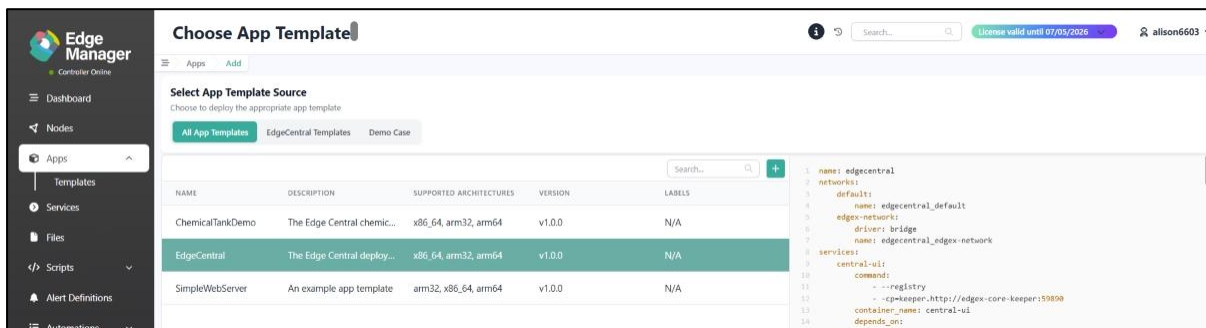 Edge Manager
Controller Online
Dashboard
Nodes
Apps
Templates
Services
Files
Scripts
Alert Definitions
Automations
Choose App Template
Search...
License valid until 07/05/2026
alison6603
Apps Add
Select App Template Source
Choose to deploy the appropriate app template
All App Templates EdgeCentral Templates Demo Case
Search...
NAME DESCRIPTION SUPPORTED ARCHITECTURES VERSION LABELS
ChemicalTankDemo The Edge Central chemic... x86_64, arm32, arm64 v1.0.0 N/A
EdgeCentral The Edge Central deploy... x86_64, arm32, arm64 v1.0.0 N/A
SimpleWebServer An example app template arm32, x86_64, arm64 v1.0.0 N/A
1 name: edgecentral
2 networks:
3 default:
4 name: edgecentral_default
5 edgex-network:
6 driver: bridge
7 name: edgecentral_edgex-network
8 services:
9 central-ui:
10 command:
11 - --registry
12 - -cp=keeper.http://edgex-core-keeper:59890
13 container_name: central-ui
14 depends_on: